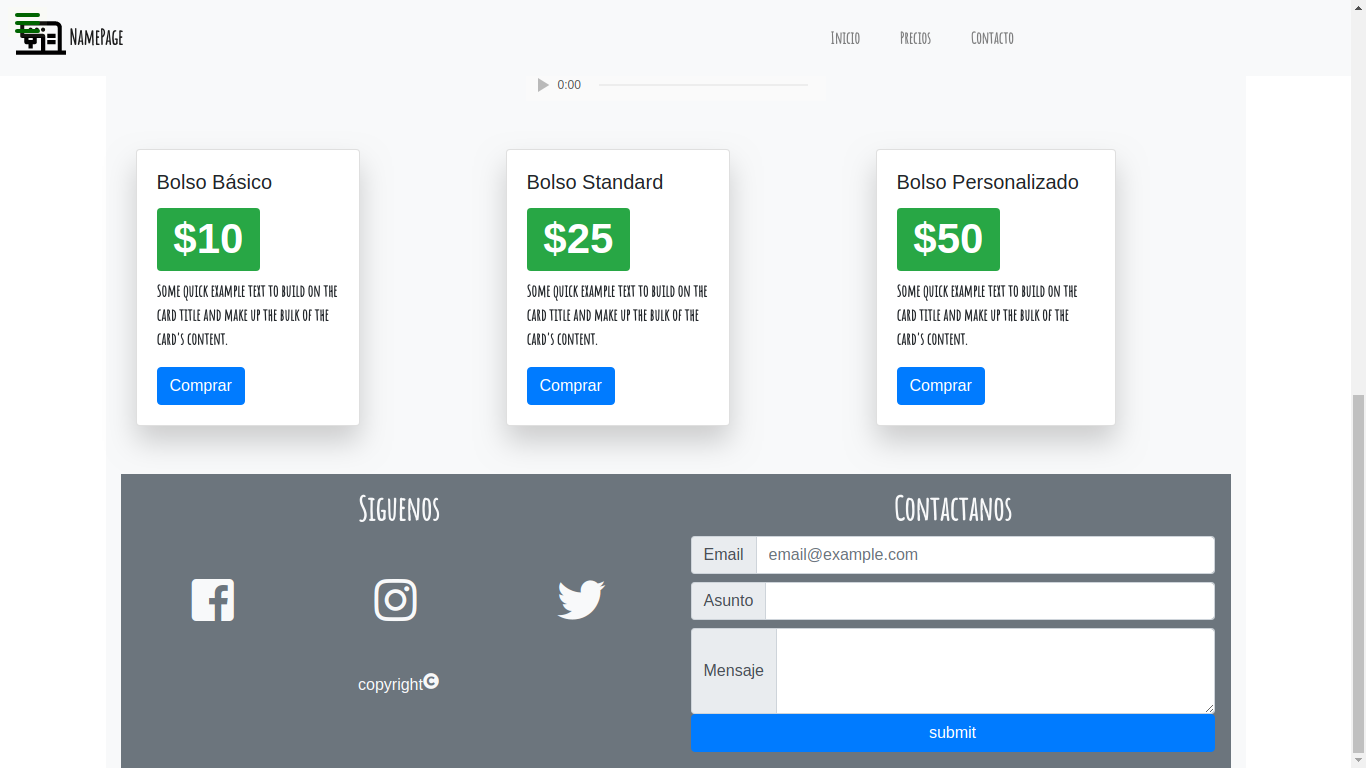 NamePage
Inicio
Precios
Contacto
0:00
Bolso Básico
$10
Some quick example text to build on the
card title and make up the bulk of the
card's content.
Comprar
Bolso Standard
$25
Some quick example text to build on the
card title and make up the bulk of the
card's content.
Comprar
Bolso Personalizado
$50
Some quick example text to build on the
card title and make up the bulk of the
card's content.
Comprar
Siguenos
copyright©
Contactanos
Email
email@example.com
Asunto
Mensaje
submit